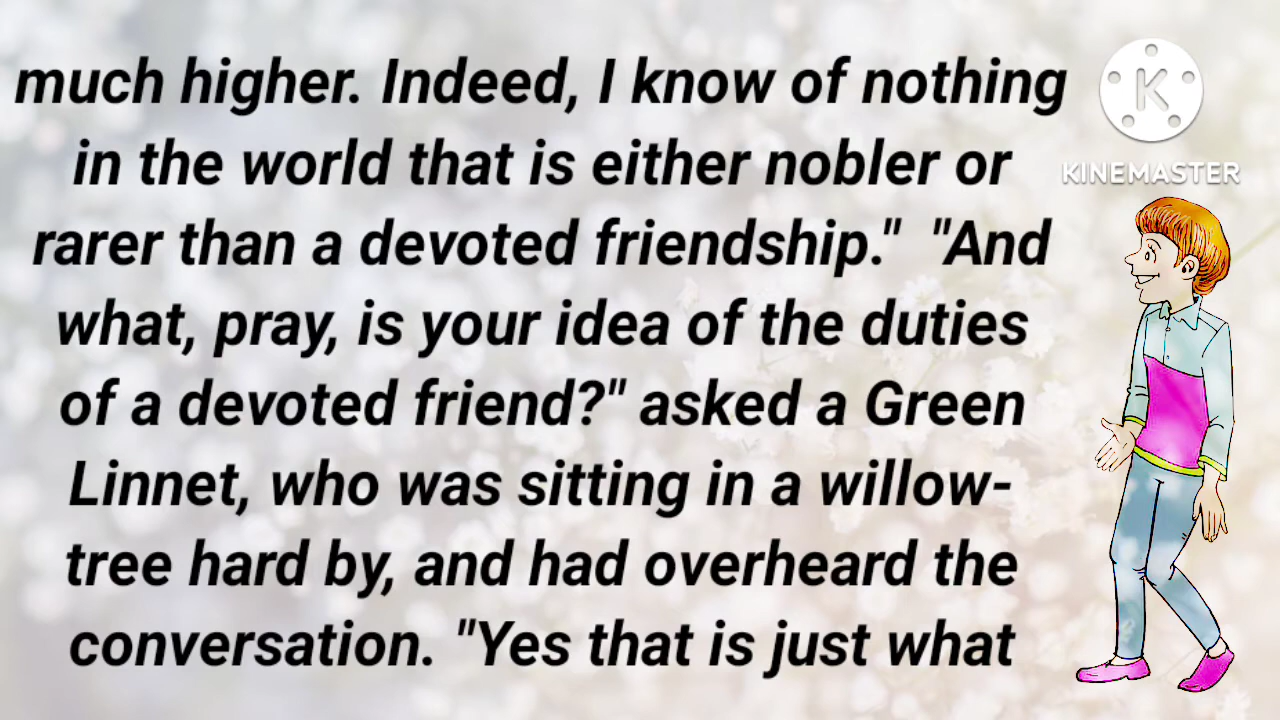 much higher. Indeed, I know of nothing
in the world that is either nobler or
rarer than a devoted friendship." "And
what, pray, is your idea of the duties
of a devoted friend?" asked a Green
Linnet, who was sitting in a willow-
tree hard by, and had overheard the
conversation. "Yes that is just what
K
KINEMASTER